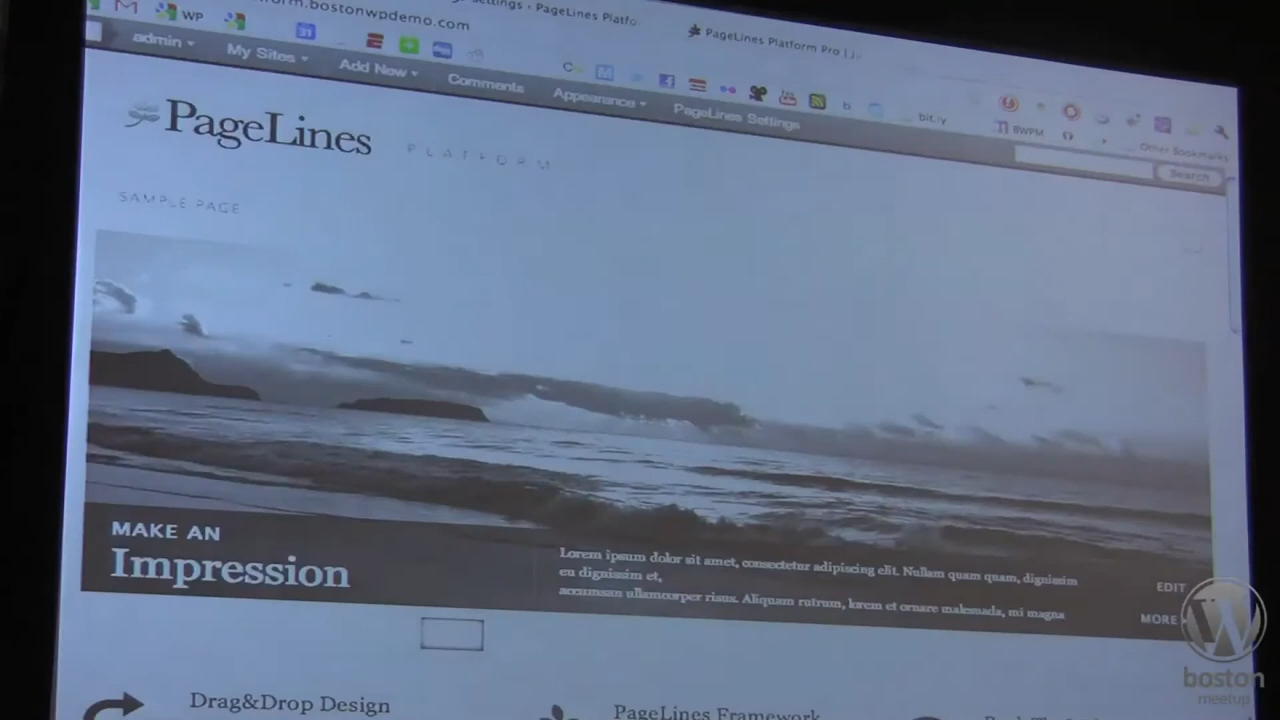 PageLines Platfo
PageLines Platform Pro
.bostonwpdemo.com
WP
bit.ly
BWPM
Other Bookmarks
admin
My Sites
Add New
Comments
Appearance
PageLines Settings
Search
PageLines
PLATFORM
SAMPLE PAGE
MAKE AN
Impression
Lorem ipsum dolor sit amet, consectetur adipiscing elit. Nullam quam quam, dignissim
eu dignissim et,
accumsan ullamcorper risus. Aliquam rutrum, lorem et ornare malesuada, mi magna
EDIT
MORE
Drag&Drop Design
PageLines Framework
boston
meetup